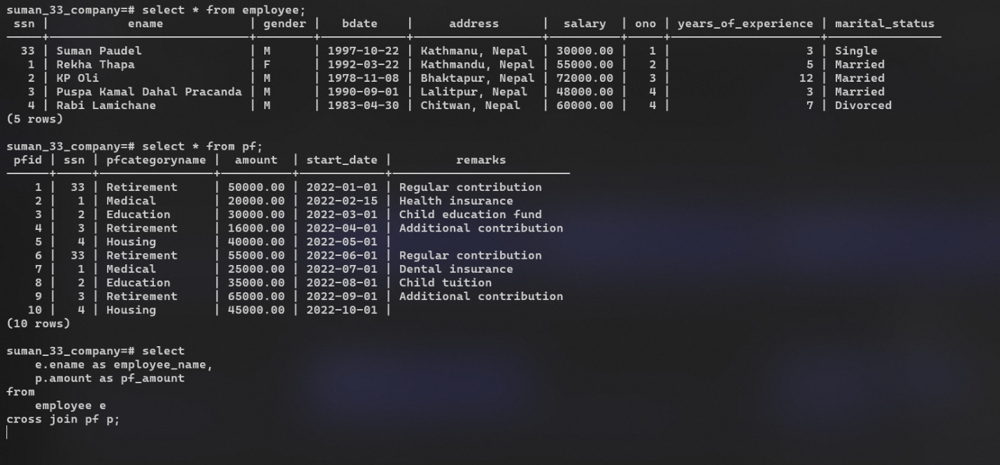 suman_33_company=# select * from employee;
 ssn |           ename            | gender |   bdate    |      address       |  salary  | ono | years_of_experience | marital_status
-----+----------------------------+--------+------------+--------------------+----------+-----+---------------------+----------------
  33 | Suman Paudel               | M      | 1997-10-22 | Kathmanu, Nepal    | 30000.00 |   1 |                   3 | Single
   1 | Rekha Thapa                | F      | 1992-03-22 | Kathmandu, Nepal   | 55000.00 |   2 |                   5 | Married
   2 | KP Oli                     | M      | 1978-11-08 | Bhaktapur, Nepal   | 72000.00 |   3 |                  12 | Married
   3 | Puspa Kamal Dahal Pracanda | M      | 1990-09-01 | Lalitpur, Nepal    | 48000.00 |   4 |                   3 | Married
   4 | Rabi Lamichane             | M      | 1983-04-30 | Chitwan, Nepal     | 60000.00 |   4 |                   7 | Divorced
(5 rows)

suman_33_company=# select * from pf;
 pfid | ssn | pfcategoryname |  amount  | start_date |        remarks
------+-----+----------------+----------+------------+-------------------------
    1 |  33 | Retirement     | 50000.00 | 2022-01-01 | Regular contribution
    2 |   1 | Medical        | 20000.00 | 2022-02-15 | Health insurance
    3 |   2 | Education      | 30000.00 | 2022-03-01 | Child education fund
    4 |   3 | Retirement     | 16000.00 | 2022-04-01 | Additional contribution
    5 |   4 | Housing        | 40000.00 | 2022-05-01 |
    6 |  33 | Retirement     | 55000.00 | 2022-06-01 | Regular contribution
    7 |   1 | Medical        | 25000.00 | 2022-07-01 | Dental insurance
    8 |   2 | Education      | 35000.00 | 2022-08-01 | Child tuition
    9 |   3 | Retirement     | 65000.00 | 2022-09-01 | Additional contribution
   10 |   4 | Housing        | 45000.00 | 2022-10-01 |
(10 rows)

suman_33_company=# select
    e.ename as employee_name,
    p.amount as pf_amount
from
    employee e
cross join pf p;